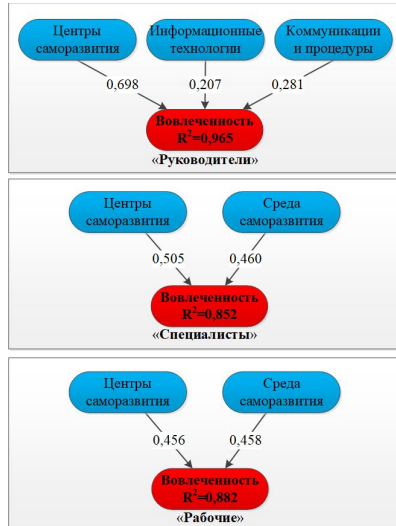 Центры
саморазвития
Информационные
технологии
Коммуникации
и процедуры
0,698
0,207
0,281
Вовлеченность
R²=0,965
«Руководители»
Центры
саморазвития
Среда
саморазвития
0,505
0,460
Вовлеченность
R²=0,852
«Специалисты»
Центры
саморазвития
Среда
саморазвития
0,456
0,458
Вовлеченность
R²=0,882
«Рабочие»